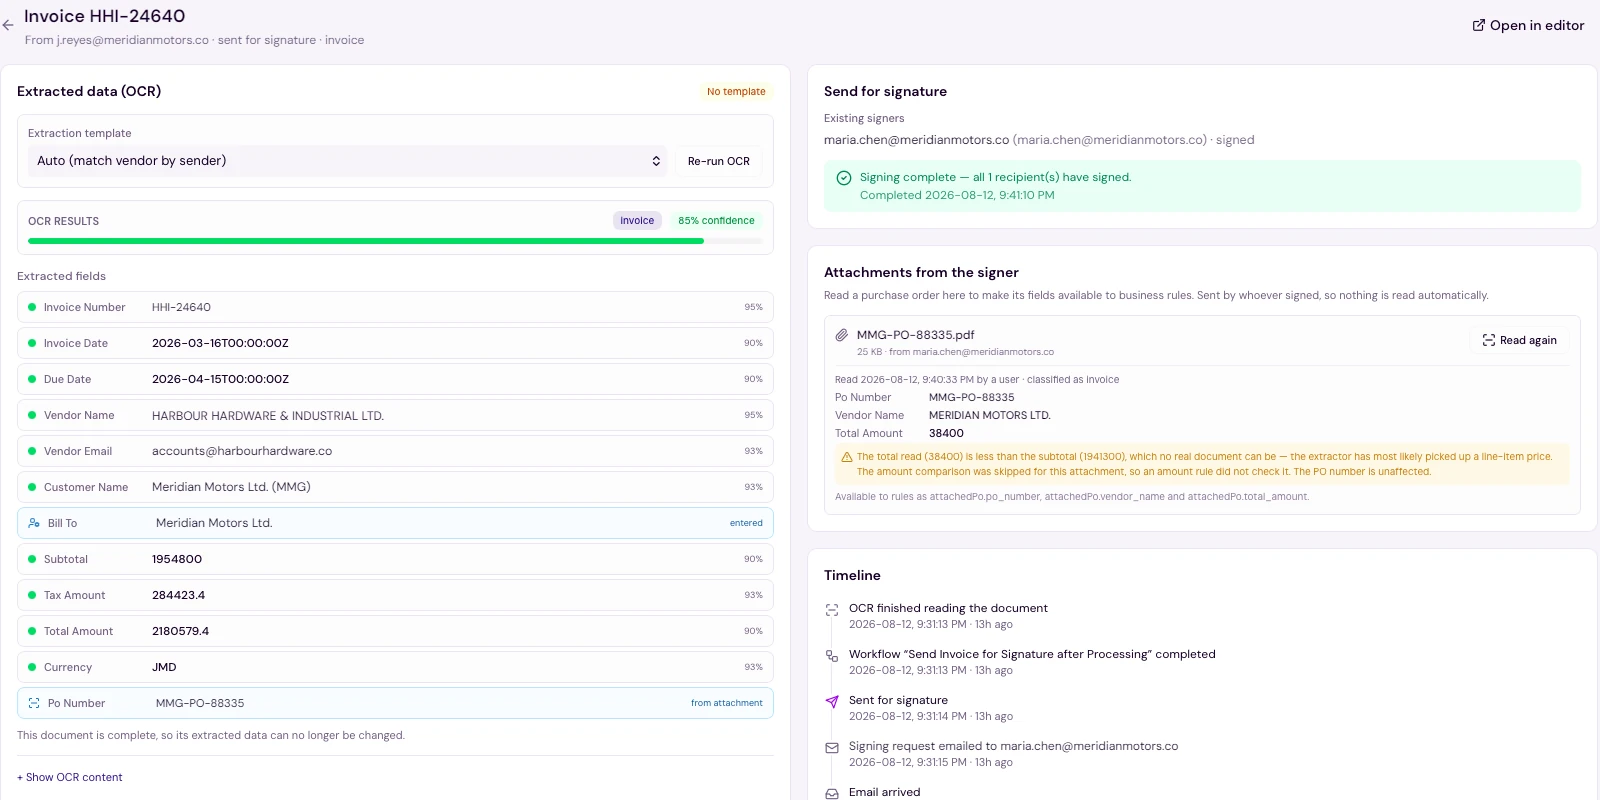 Invoice HHI-24640
From j.reyes@meridianmotors.co · sent for signature · invoice
Open in editor
Extracted data (OCR)
No template
Extraction template
Auto (match vendor by sender)
Re-run OCR
OCR RESULTS
Invoice
85% confidence
Extracted fields
Invoice Number HHI-24640 95%
Invoice Date 2026-03-16T00:00:00Z 90%
Due Date 2026-04-15T00:00:00Z 90%
Vendor Name HARBOUR HARDWARE & INDUSTRIAL LTD. 95%
Vendor Email accounts@harbourhardware.co 93%
Customer Name Meridian Motors Ltd. (MMG) 93%
Bill To Meridian Motors Ltd. entered
Subtotal 1954800 90%
Tax Amount 284423.4 93%
Total Amount 2180579.4 90%
Currency JMD 93%
Po Number MMG-PO-88335 from attachment
This document is complete, so its extracted data can no longer be changed.
+ Show OCR content
Send for signature
Existing signers
maria.chen@meridianmotors.co (maria.chen@meridianmotors.co) · signed
Signing complete — all 1 recipient(s) have signed.
Completed 2026-08-12, 9:41:10 PM
Attachments from the signer
Read a purchase order here to make its fields available to business rules. Sent by whoever signed, so nothing is read automatically.
MMG-PO-88335.pdf
25 KB · from maria.chen@meridianmotors.co
Read again
Read 2026-08-12, 9:40:33 PM by a user · classified as invoice
Po Number MMG-PO-88335
Vendor Name MERIDIAN MOTORS LTD.
Total Amount 38400
The total read (38400) is less than the subtotal (1941300), which no real document can be — the extractor has most likely picked up a line-item price.
The amount comparison was skipped for this attachment, so an amount rule did not check it. The PO number is unaffected.
Available to rules as attachedPo.po_number, attachedPo.vendor_name and attachedPo.total_amount.
Timeline
OCR finished reading the document
2026-08-12, 9:31:13 PM · 13h ago
Workflow “Send Invoice for Signature after Processing” completed
2026-08-12, 9:31:13 PM · 13h ago
Sent for signature
2026-08-12, 9:31:14 PM · 13h ago
Signing request emailed to maria.chen@meridianmotors.co
2026-08-12, 9:31:15 PM · 13h ago
Email arrived